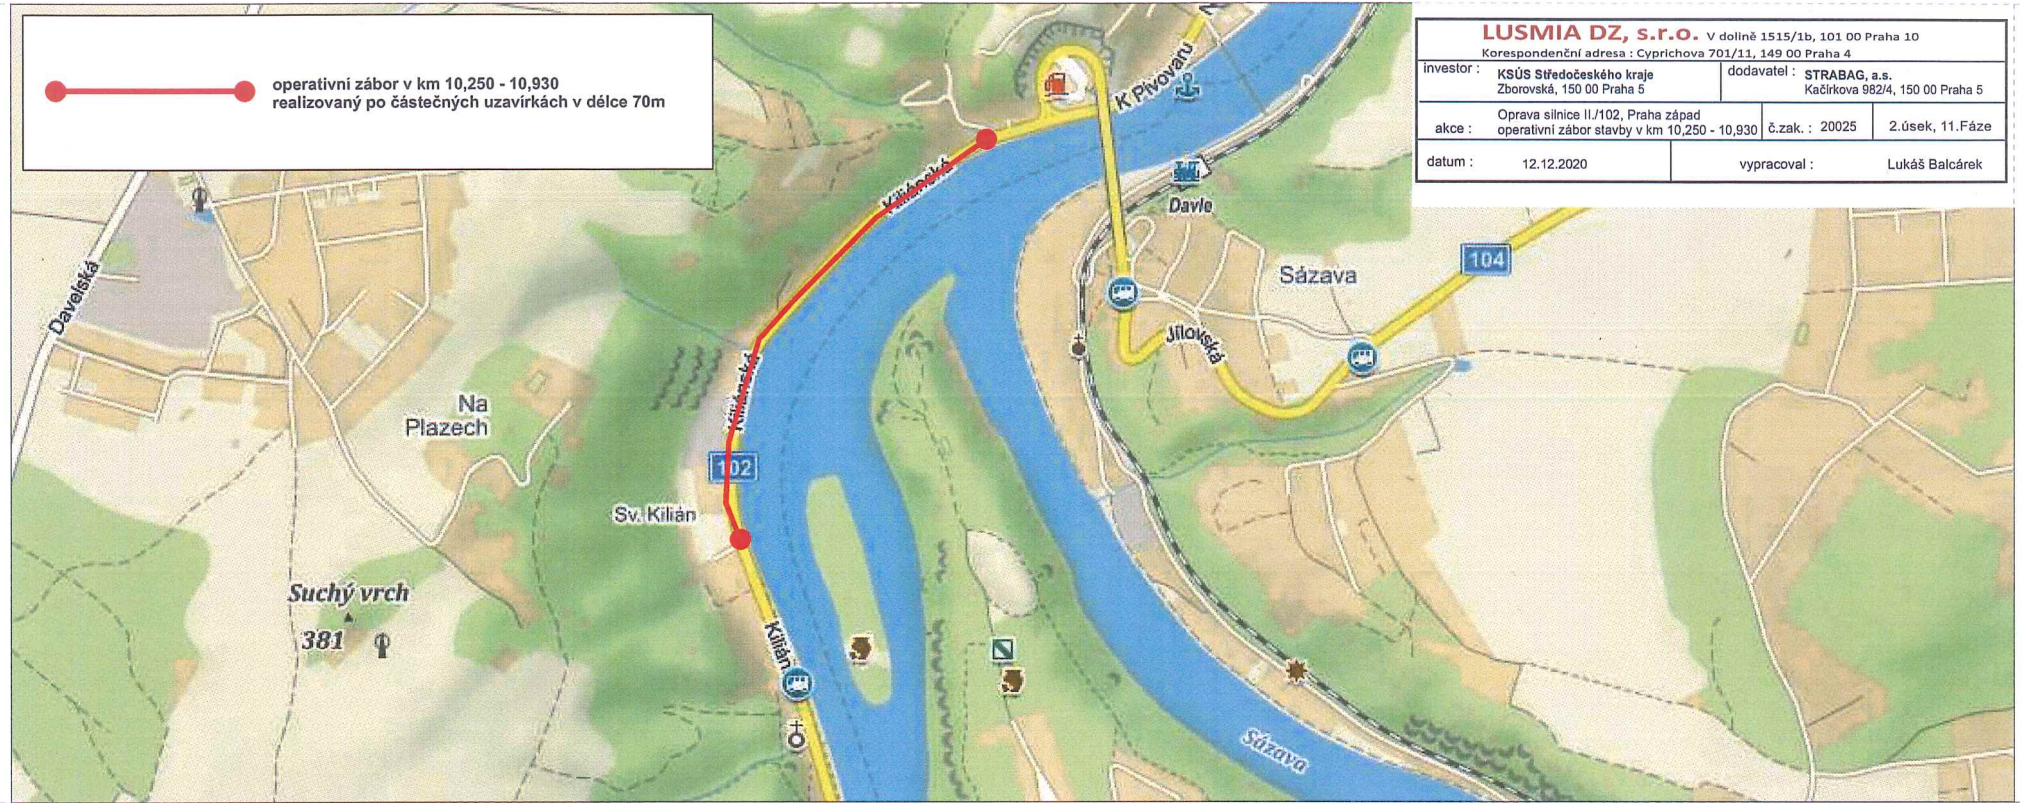 operativní zábor v km 10,250 - 10,930
realizovaný po částečných uzavírkách v délce 70m
LUSMIA DZ, s.r.o. V dolině 1515/1b, 101 00 Praha 10
Korespondenční adresa : Cyprichova 701/11, 149 00 Praha 4
investor : KSÚS Středočeského kraje
Zborovská, 150 00 Praha 5
dodavatel : STRABAG, a.s.
Kačírkova 982/4, 150 00 Praha 5
akce : Oprava silnice II./102, Praha západ
operativní zábor stavby v km 10,250 - 10,930
č.zak. : 20025
2.úsek, 11.Fáze
datum : 12.12.2020
vypracoval : Lukáš Balcárek
K Pivovaru
Kiliánská
Davle
Davelská
Sázava
104
Jílovská
Kiliánská
Na
Plazech
102
Sv. Kilián
Suchý vrch
381
Kilián
Sázava